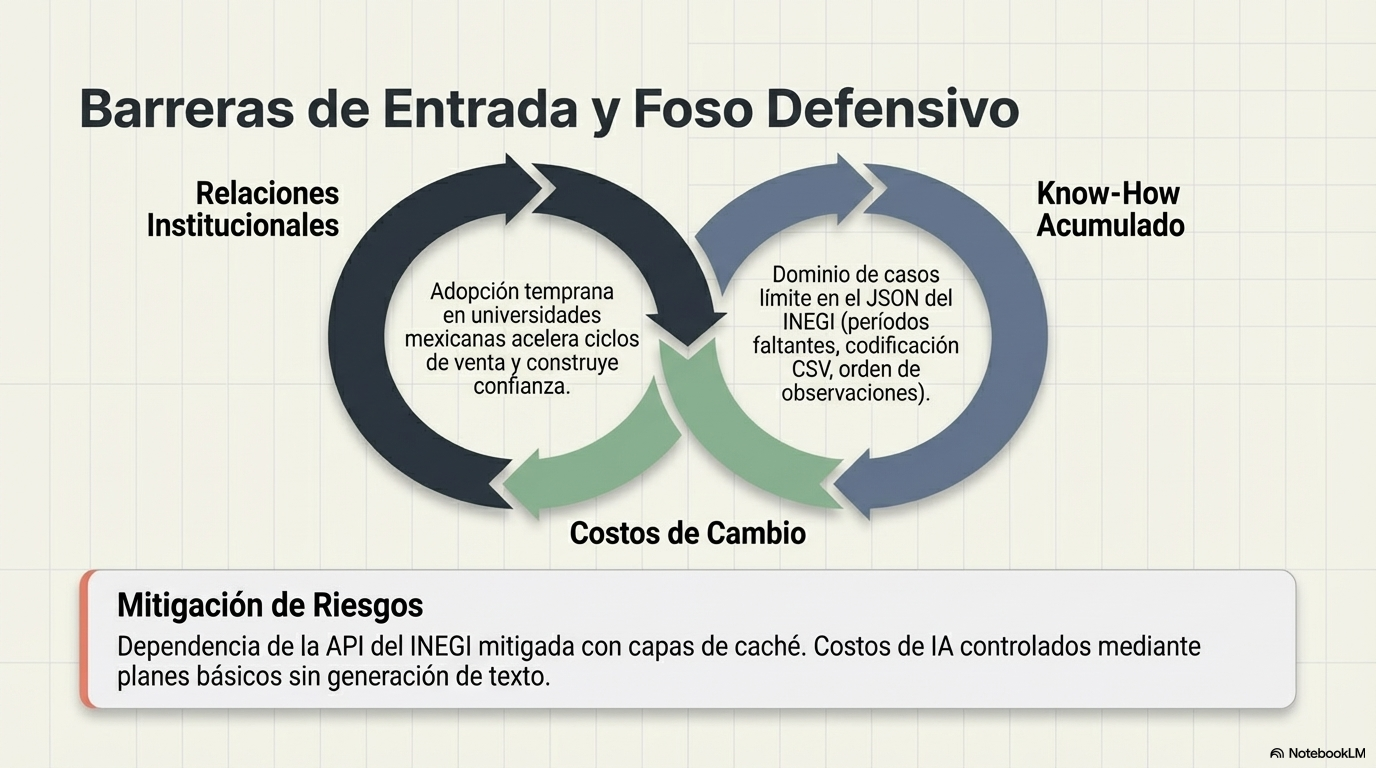 Barreras de Entrada y Foso Defensivo
Relaciones
Institucionales
Adopción temprana
en universidades
mexicanas acelera ciclos
de venta y construye
confianza.
Dominio de casos
límite en el JSON del
INEGI (períodos
faltantes, codificación
CSV, orden de
observaciones).
Know-How
Acumulado
Costos de Cambio
Mitigación de Riesgos
Dependencia de la API del INEGI mitigada con capas de caché. Costos de IA controlados mediante
planes básicos sin generación de texto.
NotebookLM